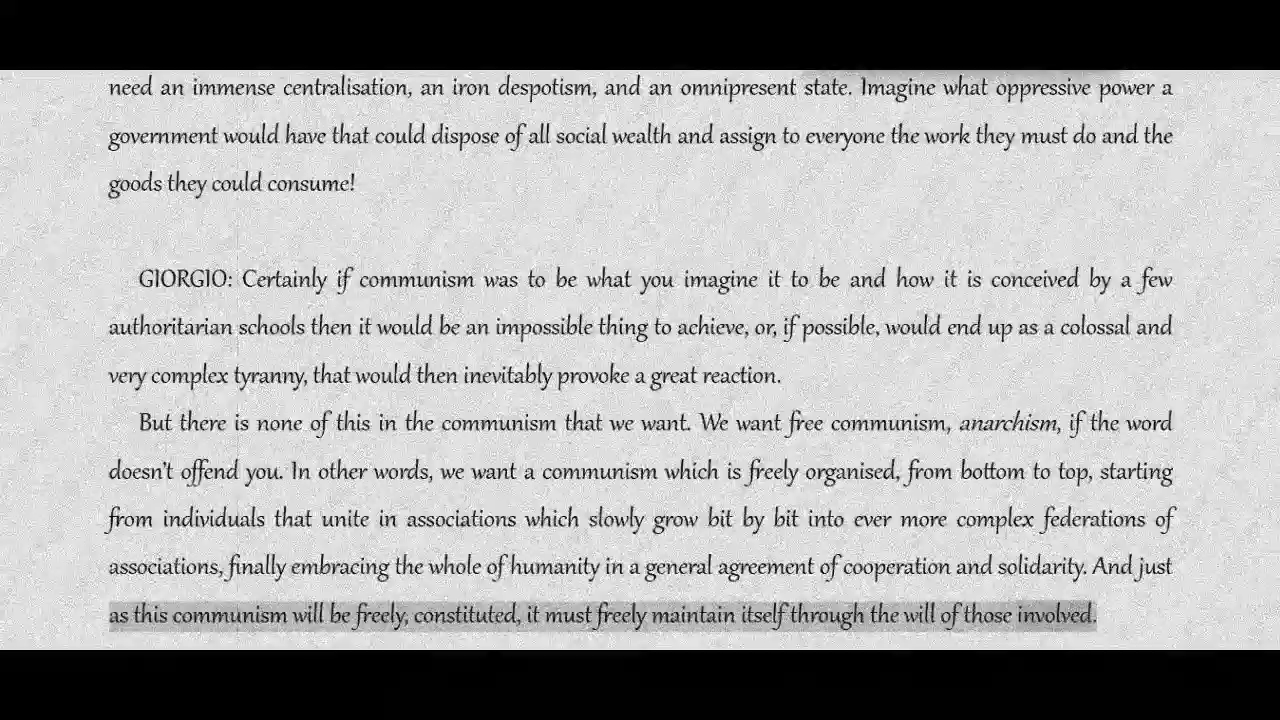 need an immense centralisation, an iron despotism, and an omnipresent state. Imagine what oppressive power a
government would have that could dispose of all social wealth and assign to everyone the work they must do and the
goods they could consume!
GIORGIO: Certainly if communism was to be what you imagine it to be and how it is conceived by a few
authoritarian schools then it would be an impossible thing to achieve, or, if possible, would end up as a colossal and
very complex tyranny, that would then inevitably provoke a great reaction.
But there is none of this in the communism that we want. We want free communism, anarchism, if the word
doesn't offend you. In other words, we want a communism which is freely organised, from bottom to top, starting
from individuals that unite in associations which slowly grow bit by bit into ever more complex federations of
associations, finally embracing the whole of humanity in a general agreement of cooperation and solidarity. And just
as this communism will be freely, constituted, it must freely maintain itself through the will of those involved.